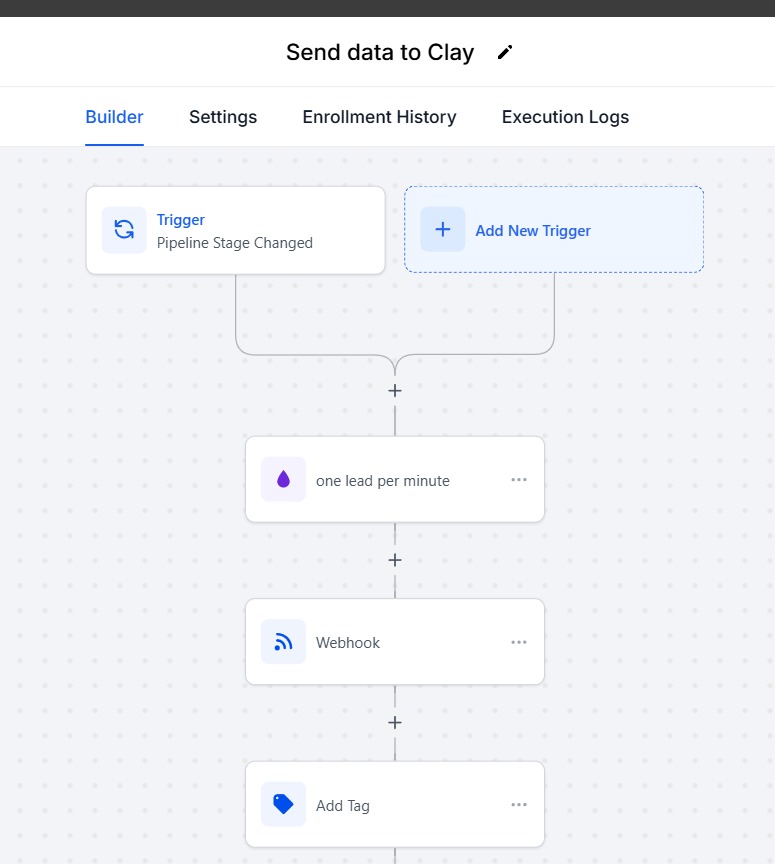 Send data to Clay
Builder
Settings
Enrollment History
Execution Logs
Trigger
Pipeline Stage Changed
Add New Trigger
one lead per minute
Webhook
Add Tag